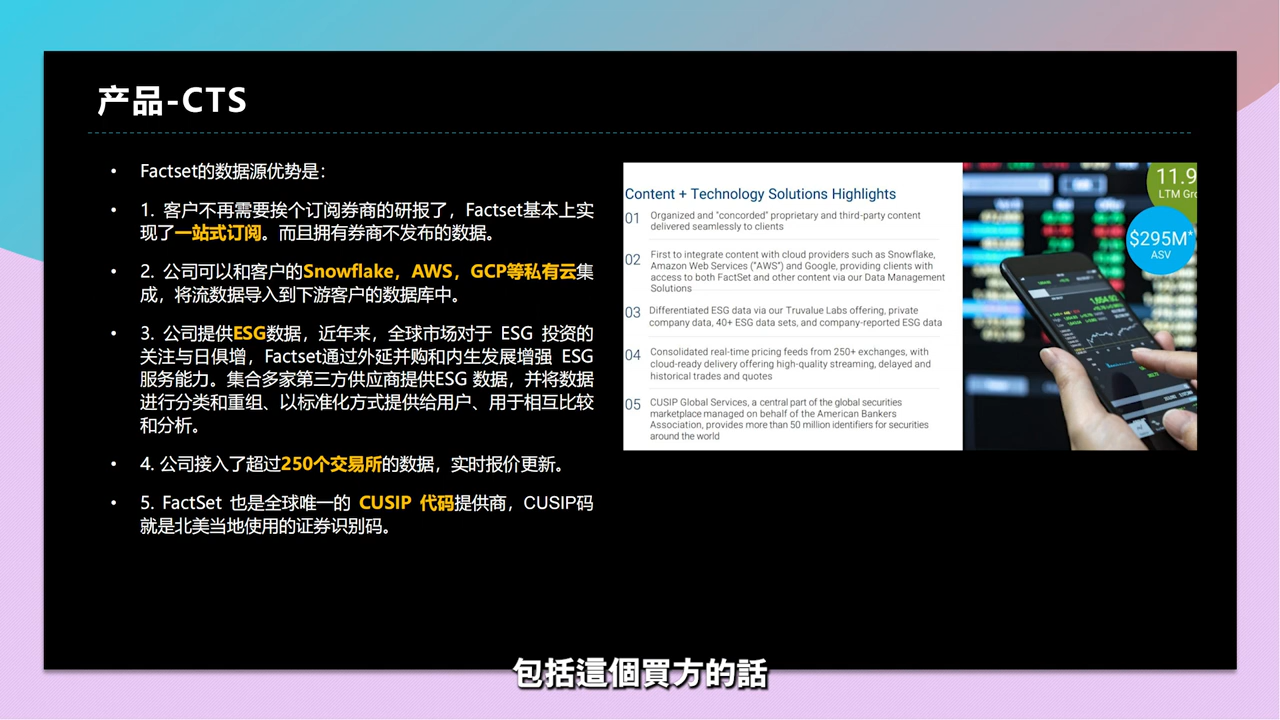 产品-CTS
• Factset的数据源优势是：
• 1. 客户不再需要挨个订阅券商的研报了，Factset基本上实
现了一站式订阅。而且拥有券商不发布的数据。
• 2. 公司可以和客户的Snowflake，AWS，GCP等私有云集
成，将流数据导入到下游客户的数据库中。
• 3. 公司提供ESG数据，近年来，全球市场对于 ESG 投资的
关注与日俱增，Factset通过外延并购和内生发展增强 ESG
服务能力。集合多家第三方供应商提供ESG 数据，并将数据
进行分类和重组、以标准化方式提供给用户、用于相互比较
和分析。
• 4. 公司接入了超过250个交易所的数据，实时报价更新。
• 5. FactSet 也是全球唯一的 CUSIP 代码提供商，CUSIP码
就是北美当地使用的证券识别码。
Content + Technology Solutions Highlights
01 Organized and "concorded" proprietary and third-party content
delivered seamlessly to clients
02 First to integrate content with cloud providers such as Snowflake,
Amazon Web Services ("AWS") and Google, providing clients with
access to both FactSet and other content via our Data Management
Solutions
03 Differentiated ESG data via our Truvalue Labs offering, private
company data, 40+ ESG data sets, and company-reported ESG data
04 Consolidated real-time pricing feeds from 250+ exchanges, with
cloud-ready delivery offering high-quality streaming, delayed and
historical trades and quotes
05 CUSIP Global Services, a central part of the global securities
marketplace managed on behalf of the American Bankers
Association, provides more than 50 million identifiers for securities
around the world
11.9
LTM Gro
$295M*
ASV
包括這個買方的話